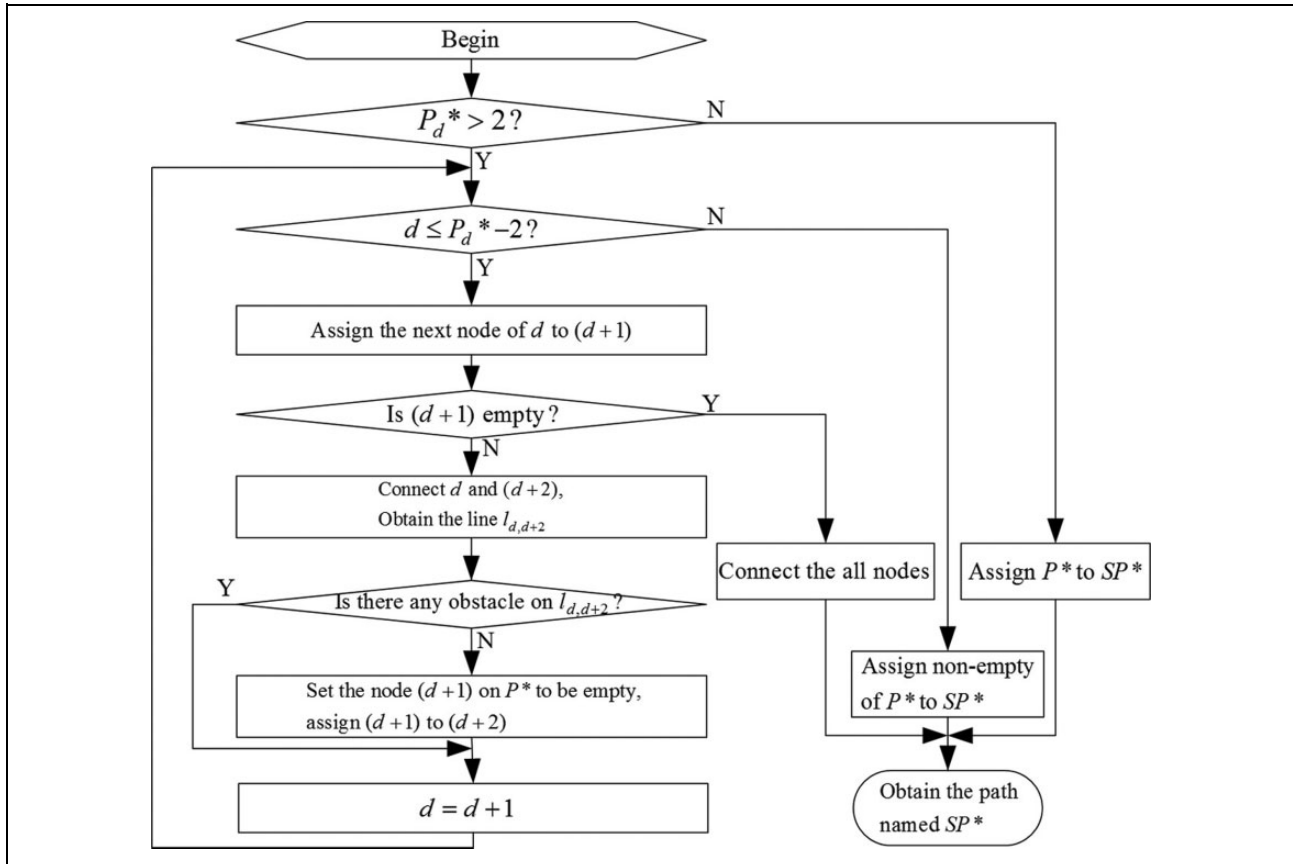 Begin
P_d* > 2?
N
Y
d ≤ P_d* −2?
N
Y
Assign the next node of d to (d+1)
Is (d+1) empty?
Y
N
Connect d and (d+2),
Obtain the line l_{d,d+2}
Connect the all nodes
Assign P* to SP*
Y
Is there any obstacle on l_{d,d+2}?
N
Set the node (d+1) on P* to be empty,
assign (d+1) to (d+2)
Assign non-empty
of P* to SP*
d = d+1
Obtain the path
named SP*